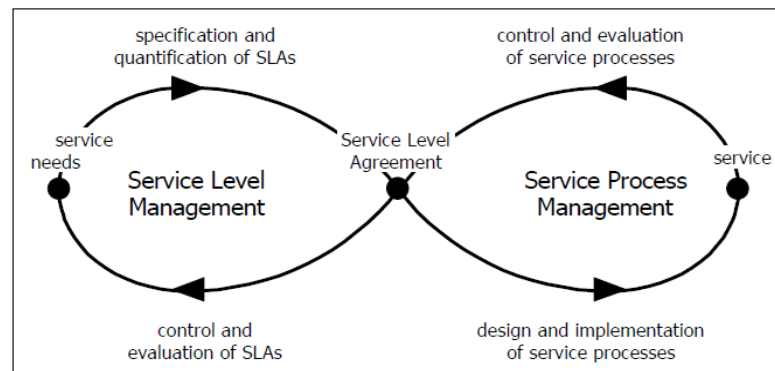 specification and
quantification of SLAs
control and evaluation
of service processes
service
needs
Service Level
Agreement
service
Service Level
Management
Service Process
Management
control and
evaluation of SLAs
design and implementation
of service processes